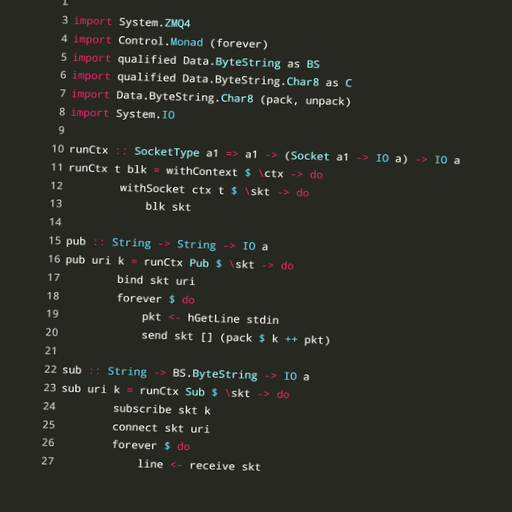 2
3 import System.ZMQ4
4 import Control.Monad (forever)
5 import qualified Data.ByteString as BS
6 import qualified Data.ByteString.Char8 as C
7 import Data.ByteString.Char8 (pack, unpack)
8 import System.IO
9
10 runCtx :: SocketType a1 => a1 -> (Socket a1 -> IO a) -> IO a
11 runCtx t blk = withContext $ \ctx -> do
12         withSocket ctx t $ \skt -> do
13             blk skt
14
15 pub :: String -> String -> IO a
16 pub uri k = runCtx Pub $ \skt -> do
17         bind skt uri
18         forever $ do
19             pkt <- hGetLine stdin
20             send skt [] (pack $ k ++ pkt)
21
22 sub :: String -> BS.ByteString -> IO a
23 sub uri k = runCtx Sub $ \skt -> do
24         subscribe skt k
25         connect skt uri
26         forever $ do
27             line <- receive skt